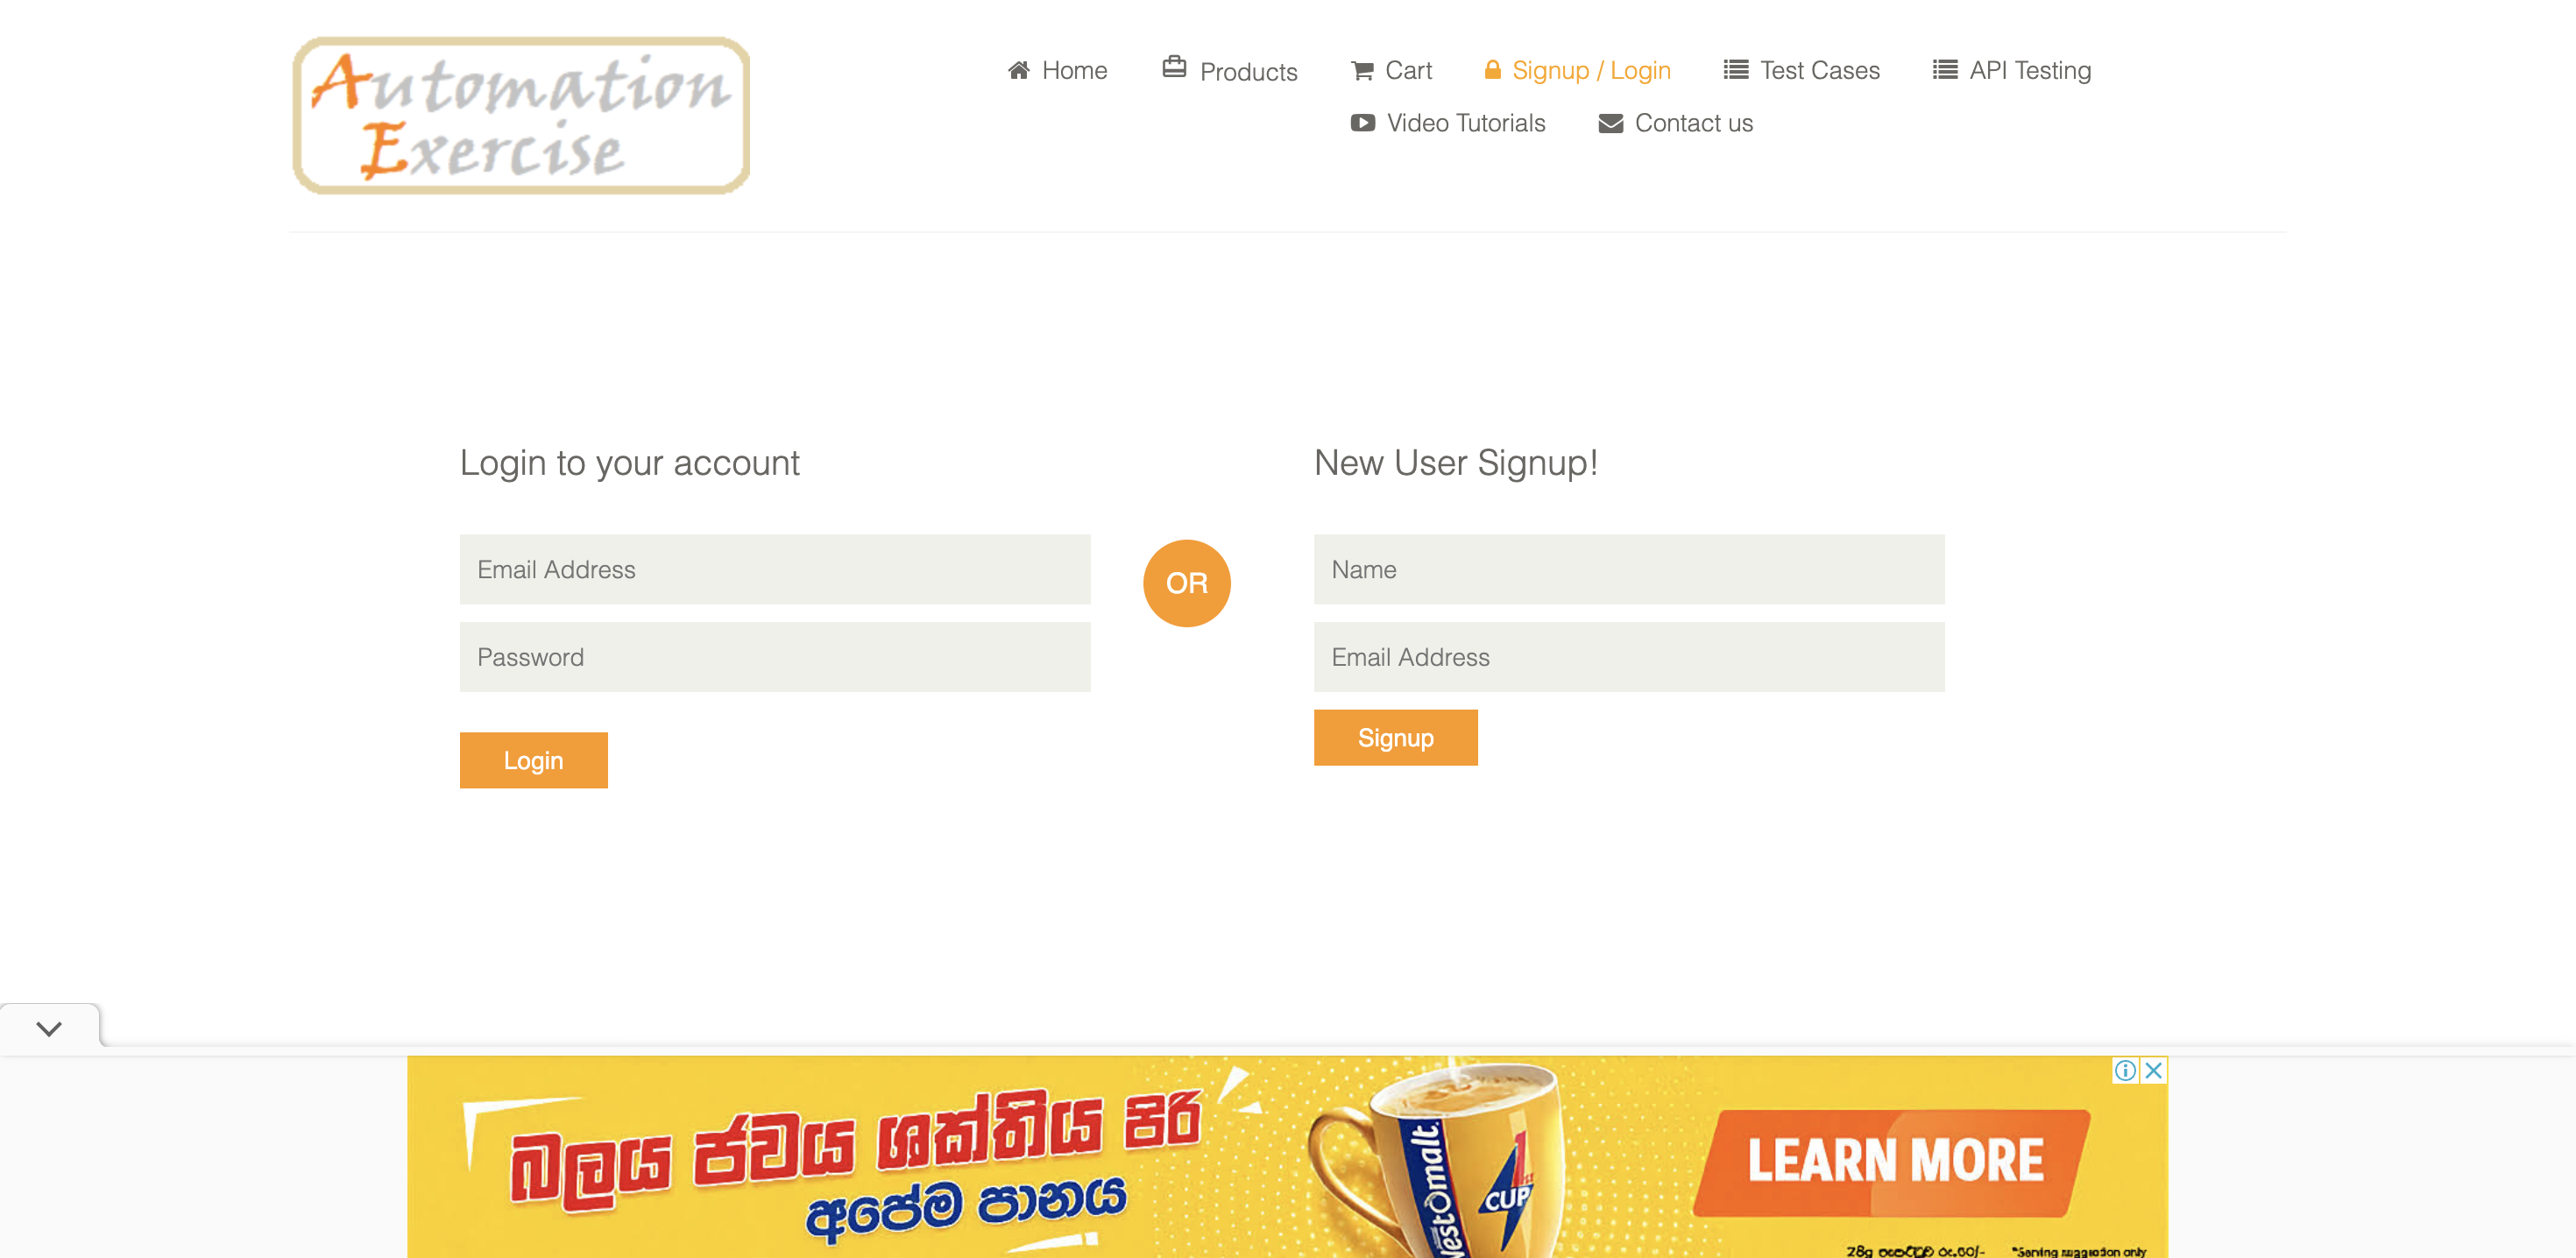 Automation
Exercise
Home
Products
Cart
Signup / Login
Test Cases
API Testing
Video Tutorials
Contact us
Login to your account
Email Address
Password
Login
OR
New User Signup!
Name
Email Address
Signup
බලය ජවය ශක්තිය පිරි
අපේම පානය
Nestomalt
1st
CUP
LEARN MORE
28g පැකට්ටුව රු.60/-
*Serving suggestion only